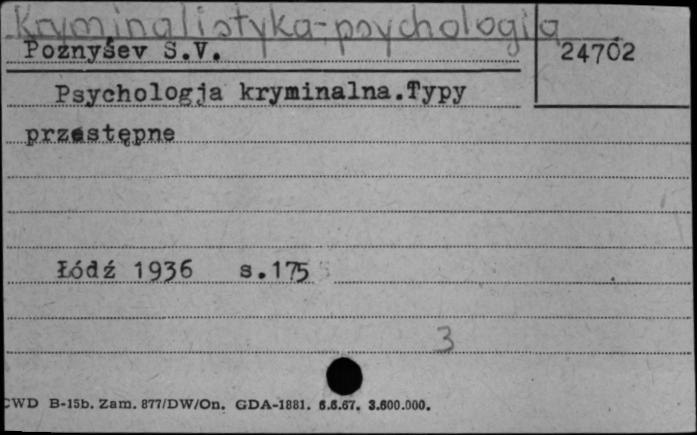 Kryminalistyka-psychologia
Poznyšev S.V.
24702
Psychologja kryminalna.Typy
przestępne
Łódź 1936 s.175
3
CWD B-15b. Zam. 877/DW/On. GDA-1881. 6.6.67. 3.600.000.